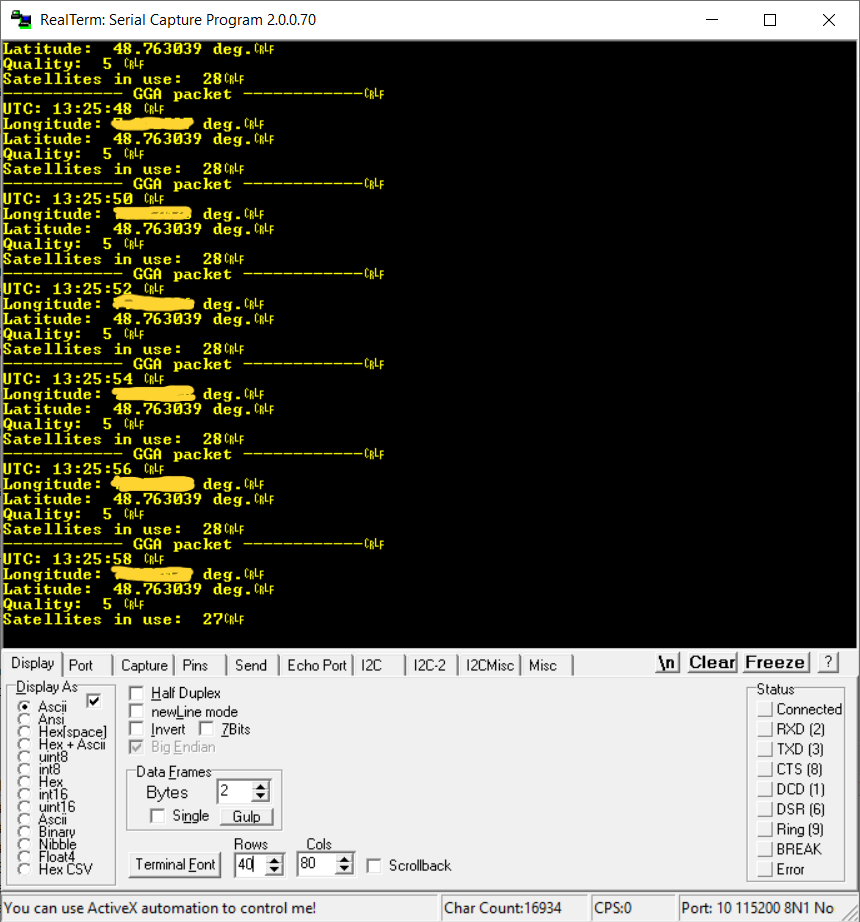 RealTerm: Serial Capture Program 2.0.0.70
Latitude:  48.763039 deg.CRLF
Quality:  5 CRLF
Satellites in use:  28CRLF
------------ GGA packet ------------CRLF
UTC: 13:25:48 CRLF
Longitude: deg.CRLF
Latitude:  48.763039 deg.CRLF
Quality:  5 CRLF
Satellites in use:  28CRLF
------------ GGA packet ------------CRLF
UTC: 13:25:50 CRLF
Longitude: deg.CRLF
Latitude:  48.763039 deg.CRLF
Quality:  5 CRLF
Satellites in use:  28CRLF
------------ GGA packet ------------CRLF
UTC: 13:25:52 CRLF
Longitude: deg.CRLF
Latitude:  48.763039 deg.CRLF
Quality:  5 CRLF
Satellites in use:  28CRLF
------------ GGA packet ------------CRLF
UTC: 13:25:54 CRLF
Longitude: deg.CRLF
Latitude:  48.763039 deg.CRLF
Quality:  5 CRLF
Satellites in use:  28CRLF
------------ GGA packet ------------CRLF
UTC: 13:25:56 CRLF
Longitude: deg.CRLF
Latitude:  48.763039 deg.CRLF
Quality:  5 CRLF
Satellites in use:  28CRLF
------------ GGA packet ------------CRLF
UTC: 13:25:58 CRLF
Longitude: deg.CRLF
Latitude:  48.763039 deg.CRLF
Quality:  5 CRLF
Satellites in use:  27CRLF
Display Port Capture Pins Send Echo Port I2C I2C-2 I2CMisc Misc \n Clear Freeze ?
Display As
Ascii
Ansi
Hex[space]
Hex + Ascii
uint8
int8
Hex
int16
uint16
Ascii
Binary
Nibble
Float4
Hex CSV
Half Duplex
newLine mode
Invert 7Bits
Big Endian
Data Frames
Bytes 2
Single Gulp
Rows Cols
Terminal Font 40 80 Scrollback
Status
Connected
RXD (2)
TXD (3)
CTS (8)
DCD (1)
DSR (6)
Ring (9)
BREAK
Error
You can use ActiveX automation to control me! Char Count:16934 CPS:0 Port: 10 115200 8N1 No